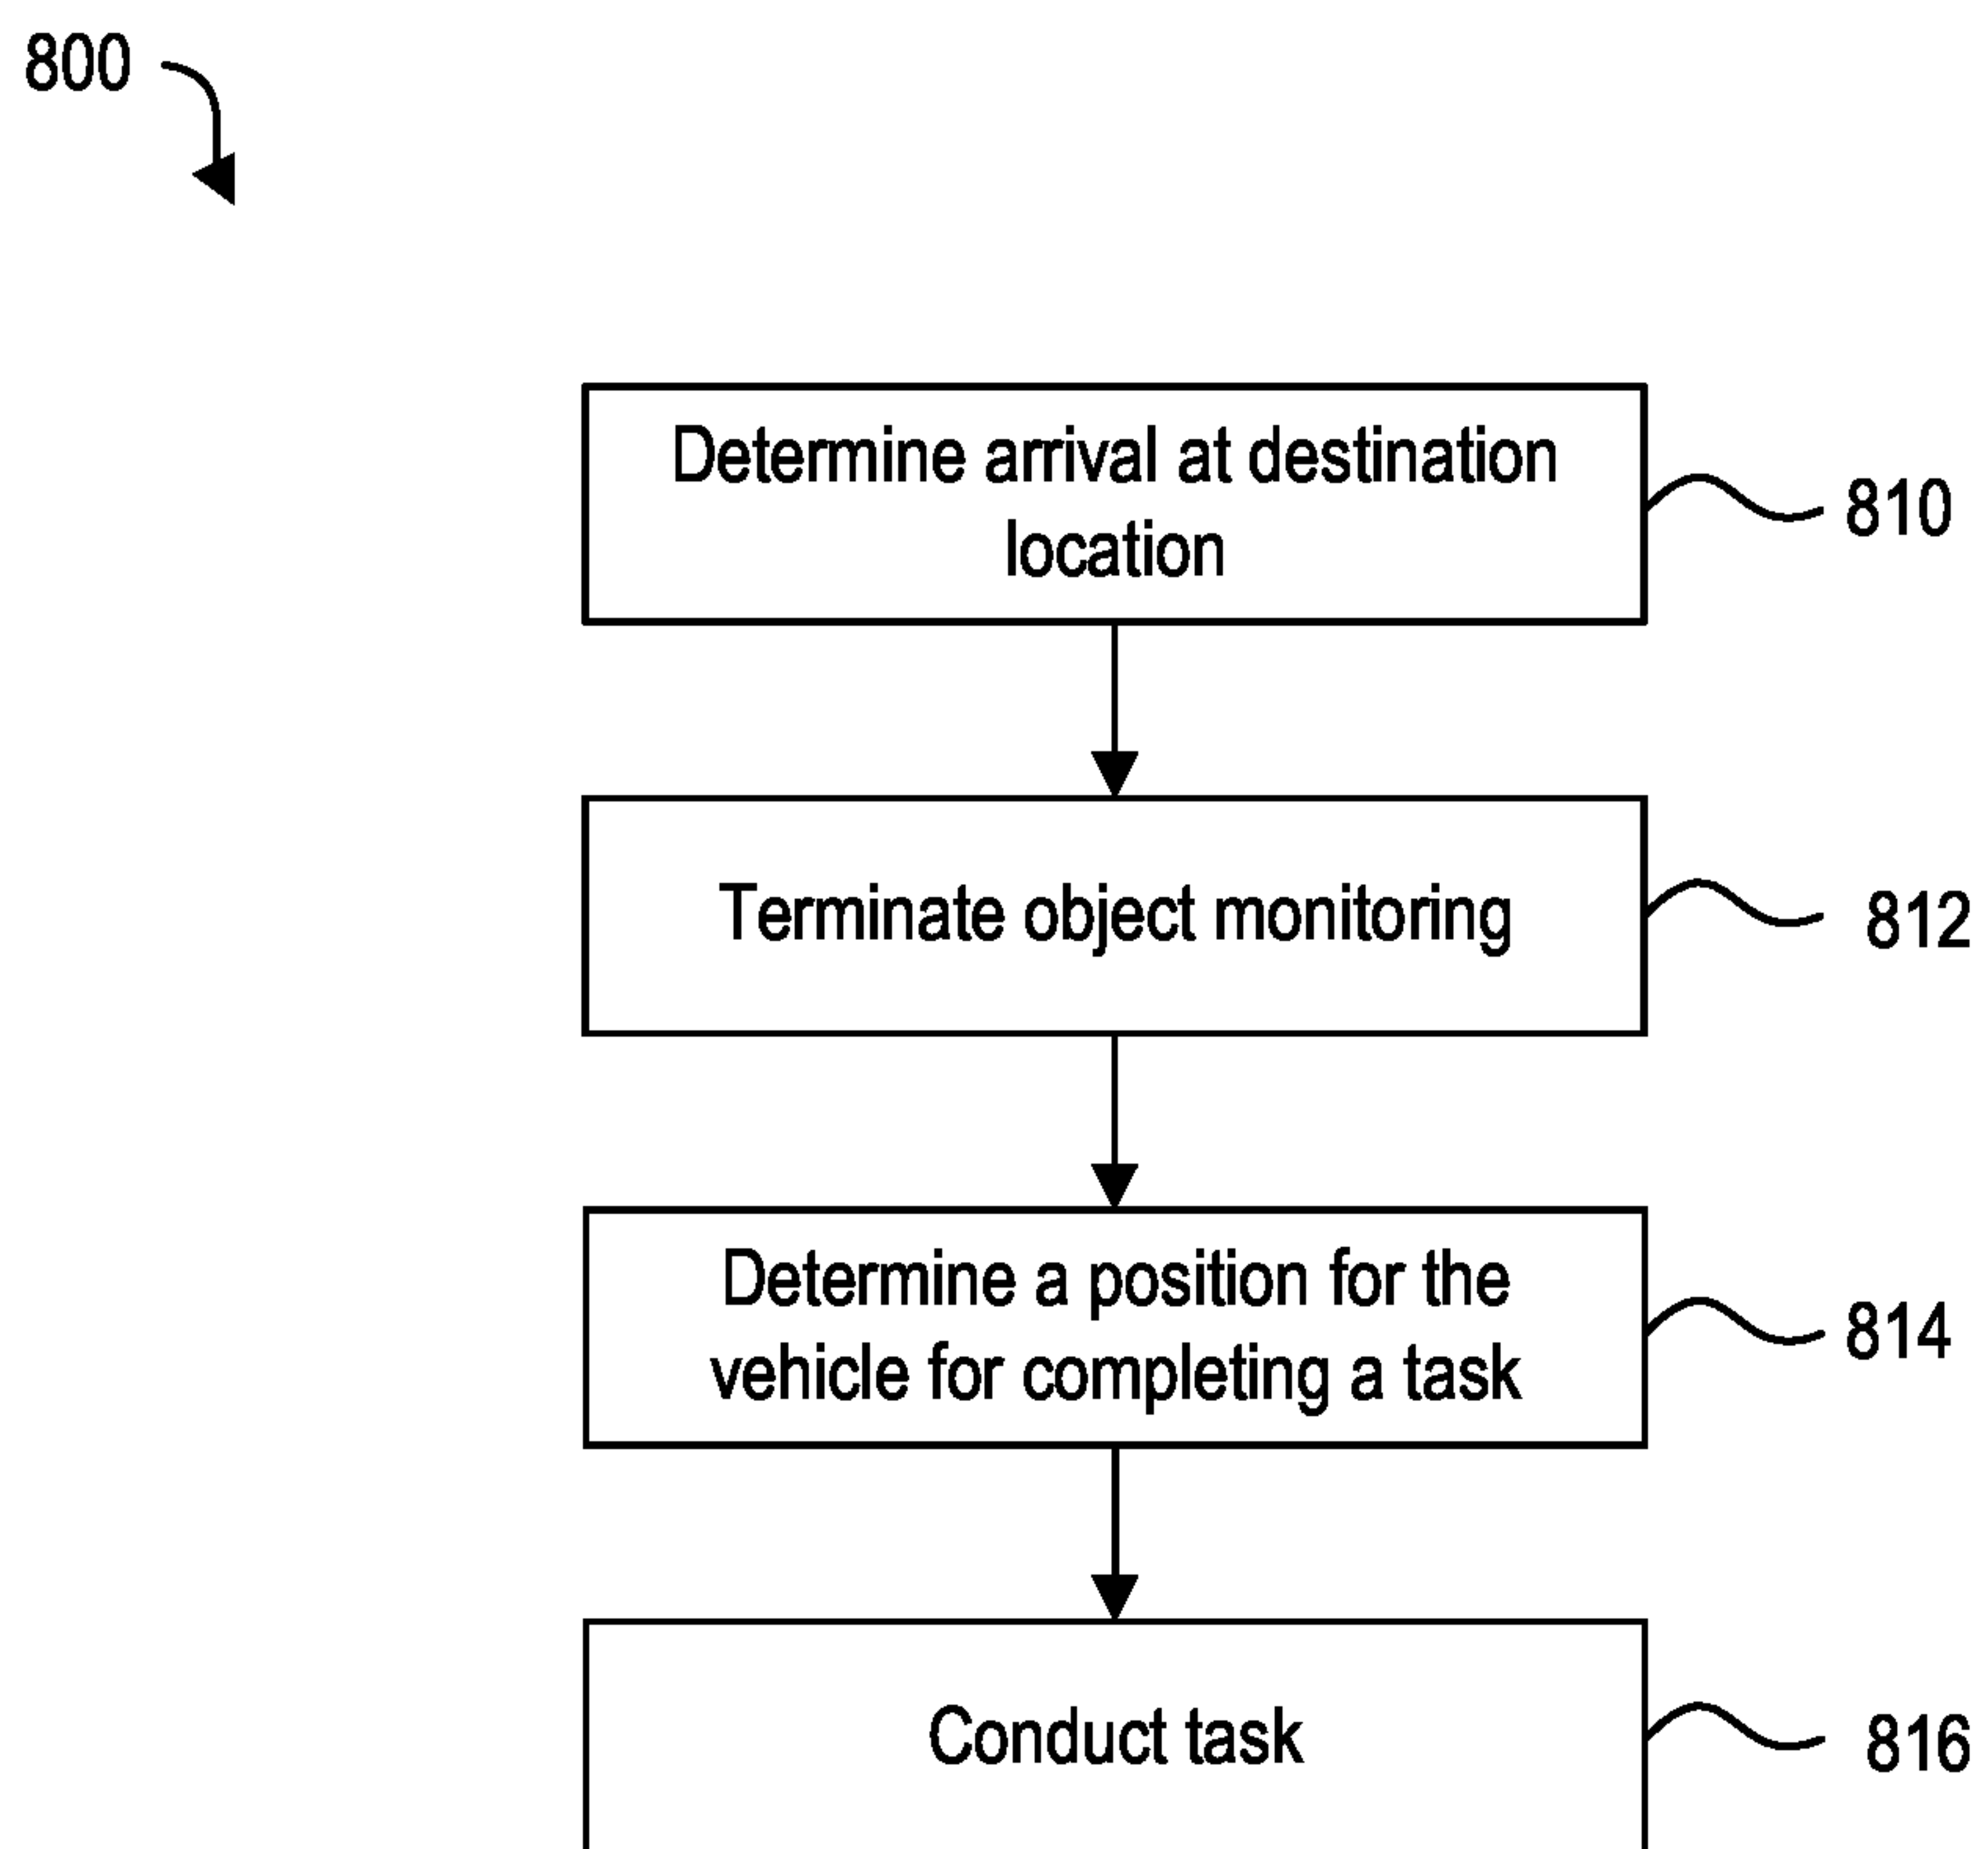 800
Determine arrival at destination
location
810
Terminate object monitoring
812
Determine a position for the
vehicle for completing a task
814
Conduct task
816